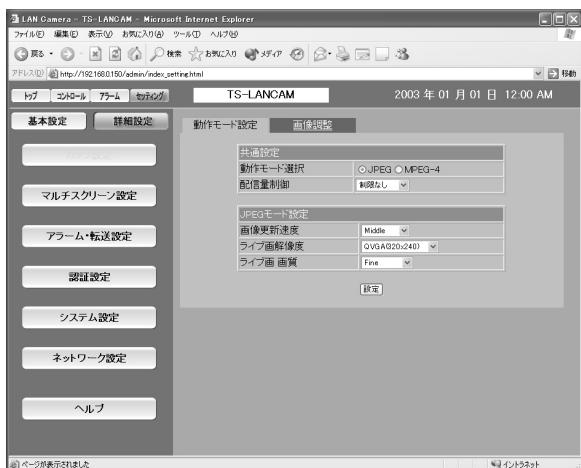 LAN Camera - TS-LANCAM - Microsoft Internet Explorer
ファイル(F) 編集(E) 表示(V) お気に入り(A) ツール(T) ヘルプ(H)
戻る 検索 お気に入り メディア
アドレス(D) http://192.168.0.150/admin/index_setting.html 移動
トップ コントロール アラーム セッティング TS-LANCAM 2003 年 01 月 01 日 12:00 AM
基本設定 詳細設定
動作モード設定 画像調整
共通設定
動作モード選択 JPEG MPEG-4
配信量制御 制限なし
JPEGモード設定
画像更新速度 Middle
ライブ画解像度 QVGA(320x240)
ライブ画 画質 Fine
設定
マルチスクリーン設定
アラーム・転送設定
認証設定
システム設定
ネットワーク設定
ヘルプ
ページが表示されました イントラネット